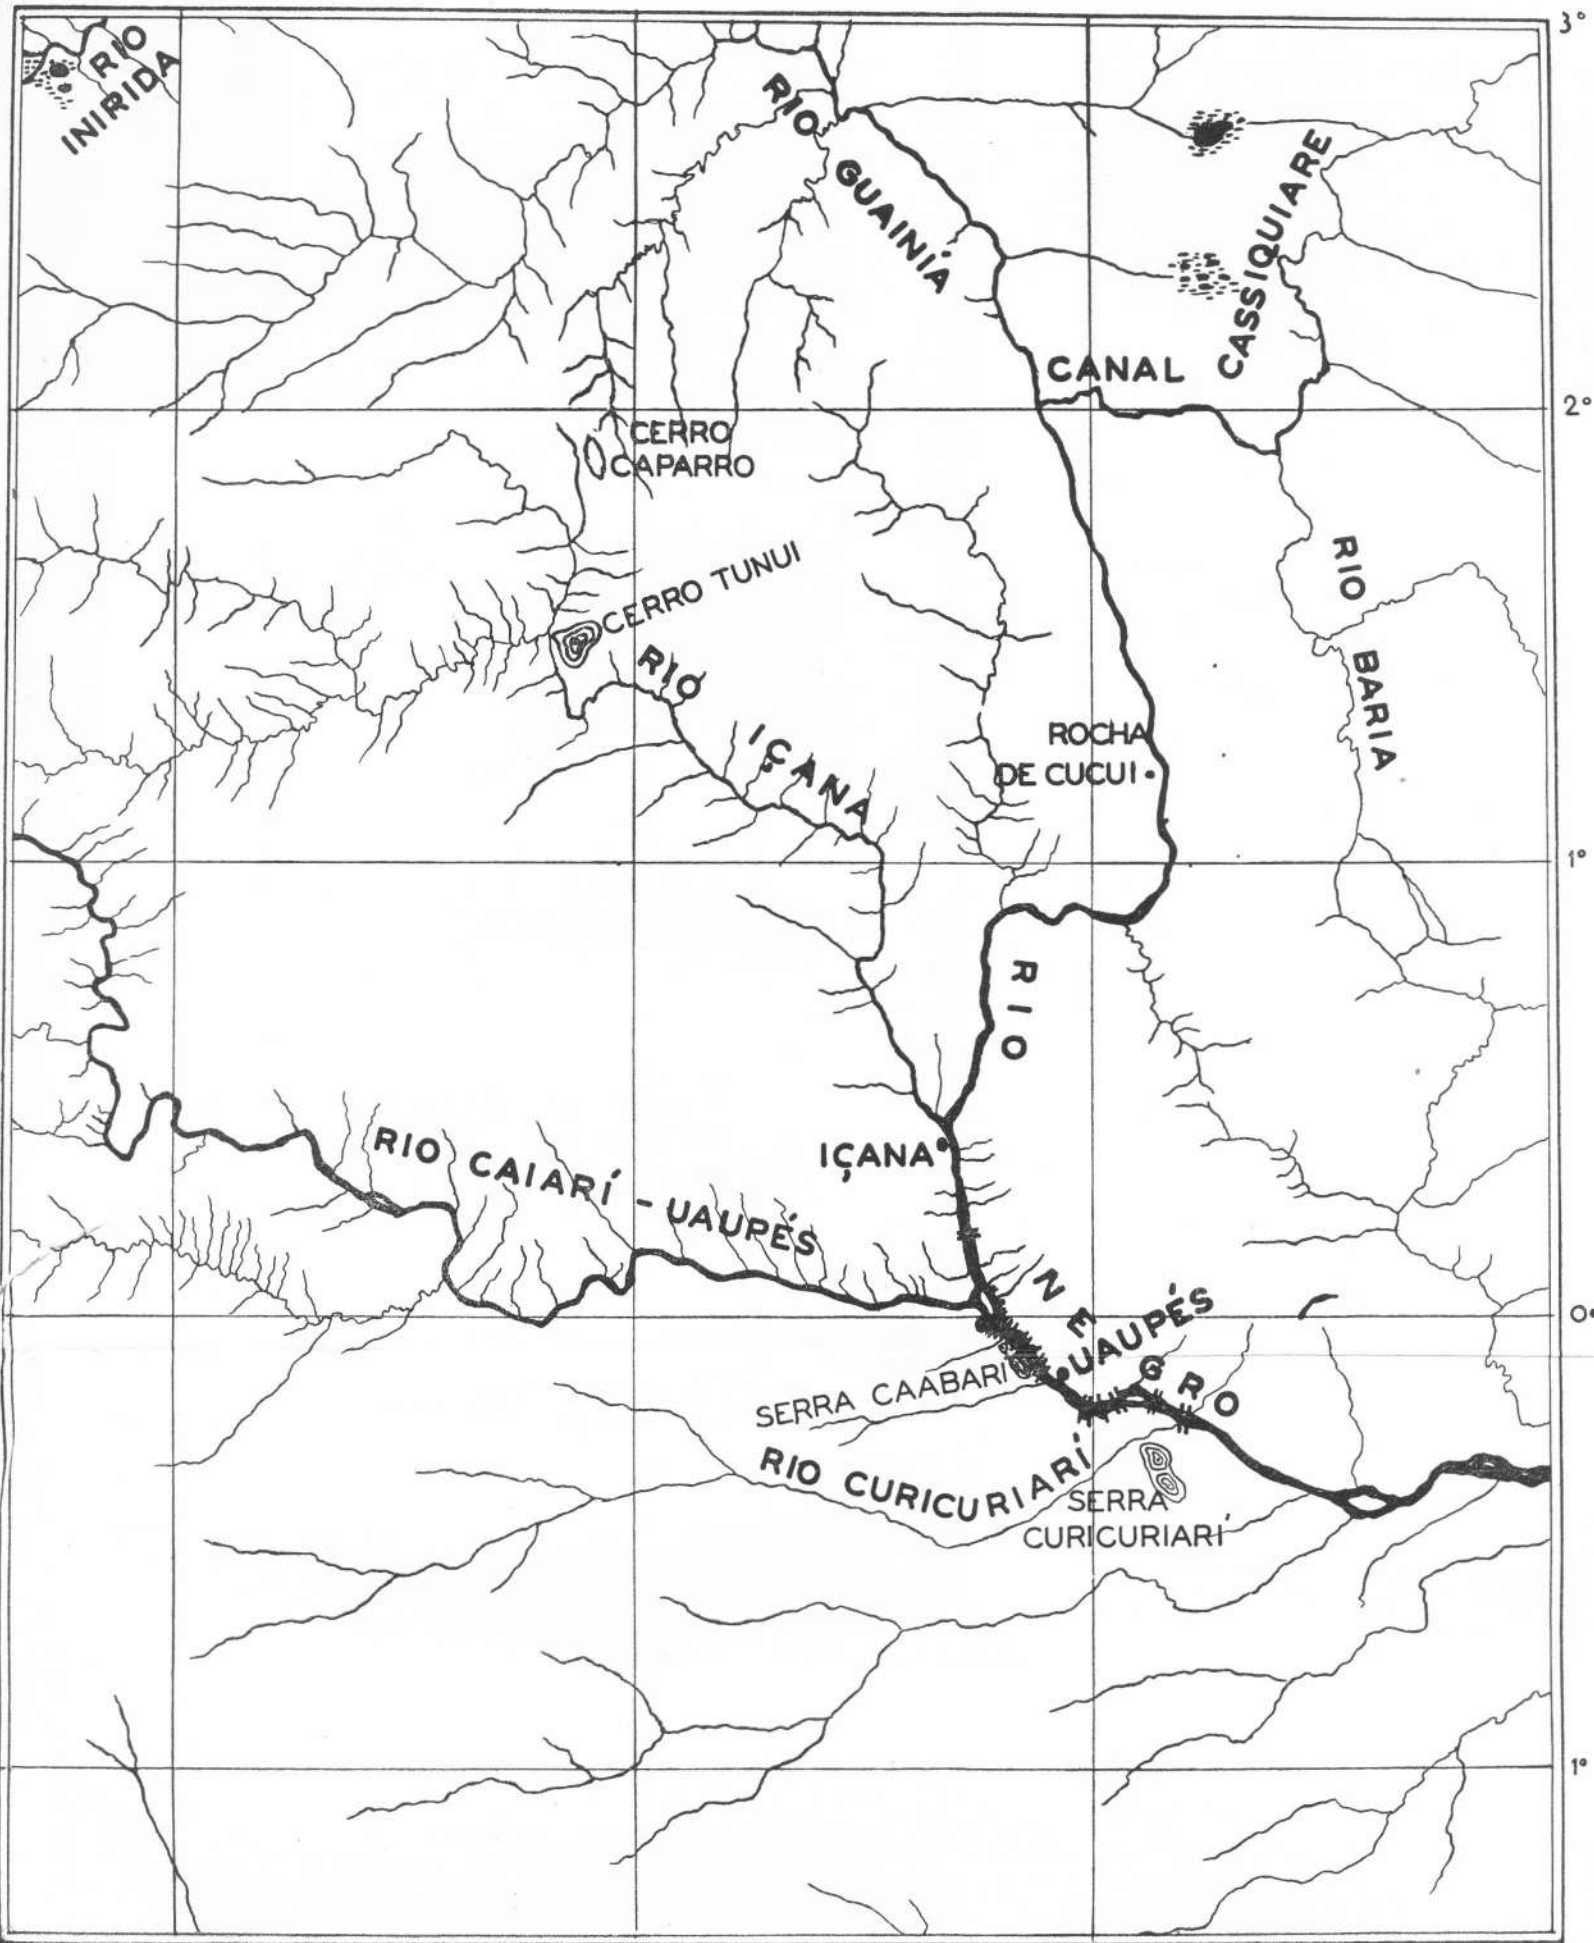 3°
RIO
INIRIDA
RIO
GUAINÍA
CASSIQUIARE
CANAL
2°
CERRO
CAPARRO
CERRO TUNUI
RIO
BARIA
RIO
IÇANA
ROCHA
DE CUCUI
1°
RIO
IÇANA
RIO CAIARÍ - UAUPÉS
NEGRO
0°
UAUPÉS
SERRA CAABARI
RIO CURICURIARÍ
SERRA
CURICURIARÍ
1°